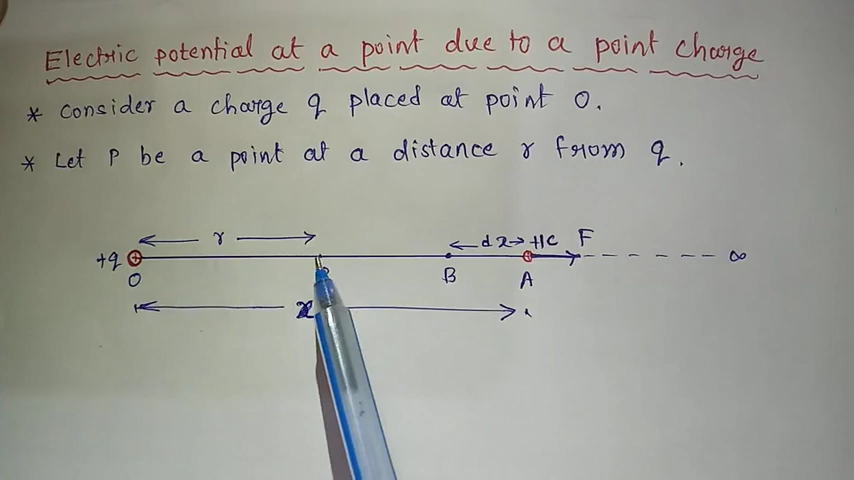 Electric potential at a point due to a point charge
* Consider a charge q placed at point O.
* Let P be a point at a distance r from q.
r dx +1C F
+q ∞
O B A
x